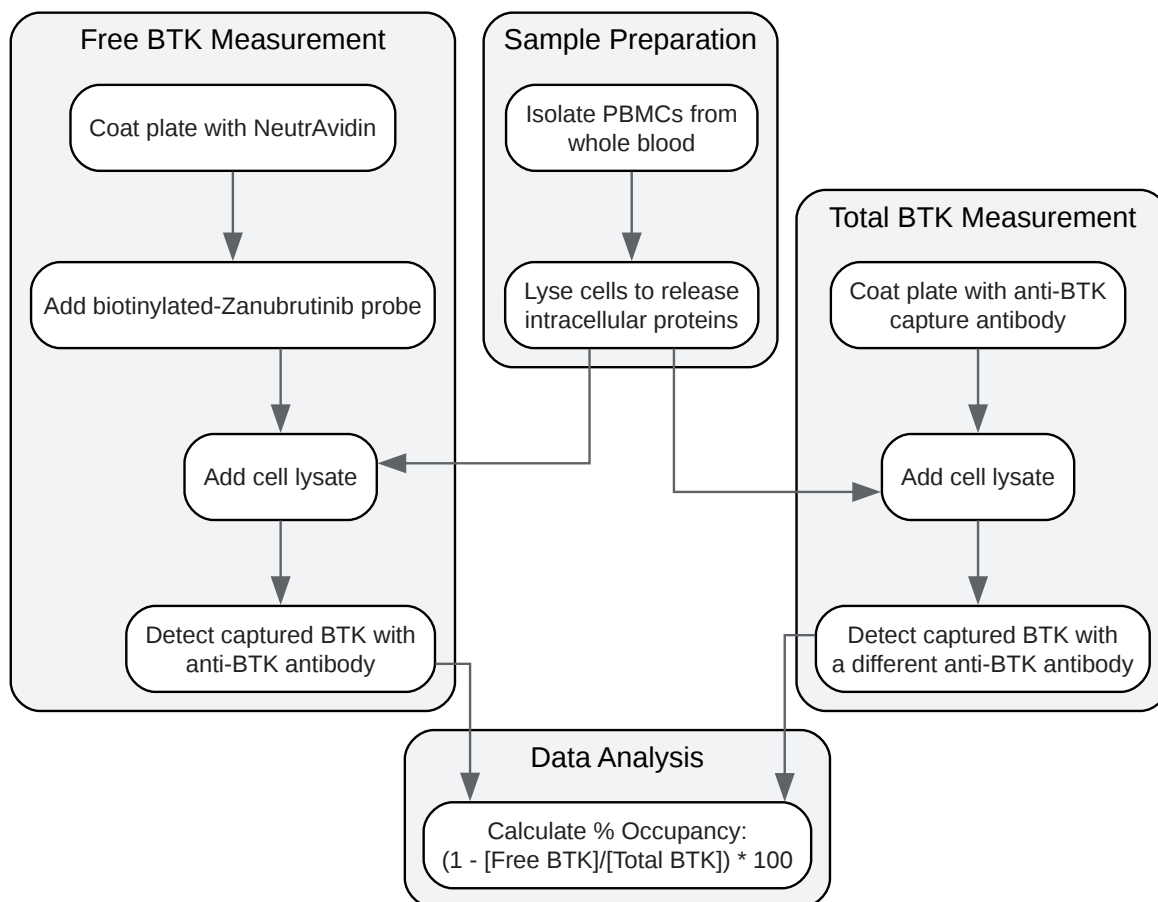 Free BTK Measurement
Coat plate with NeutrAvidin
Add biotinylated-Zanubrutinib probe
Add cell lysate
Detect captured BTK with
anti-BTK antibody
Sample Preparation
Isolate PBMCs from
whole blood
Lyse cells to release
intracellular proteins
Total BTK Measurement
Coat plate with anti-BTK
capture antibody
Add cell lysate
Detect captured BTK with
a different anti-BTK antibody
Data Analysis
Calculate % Occupancy:
(1 - [Free BTK]/[Total BTK]) * 100